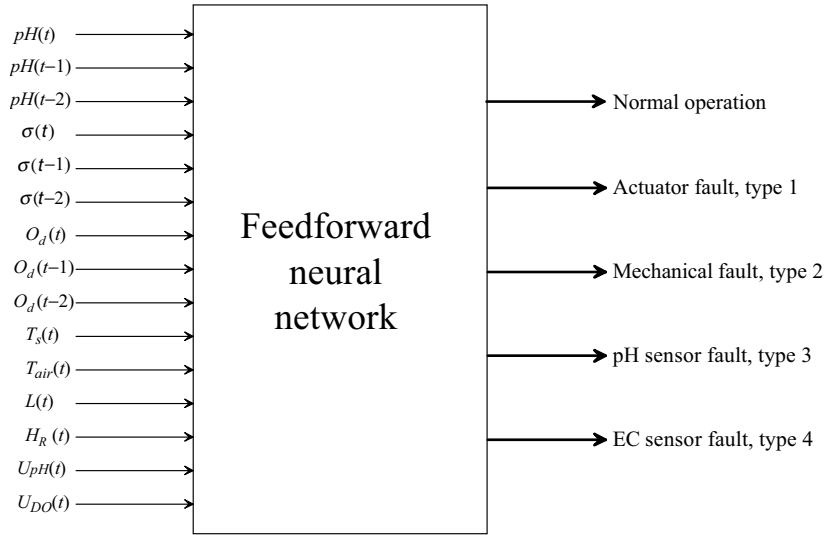 pH(t)
pH(t−1)
pH(t−2)
σ(t)
σ(t−1)
σ(t−2)
O_d(t)
O_d(t−1)
O_d(t−2)
T_s(t)
T_air(t)
L(t)
H_R (t)
U_pH(t)
U_DO(t)
Feedforward
neural
network
Normal operation
Actuator fault, type 1
Mechanical fault, type 2
pH sensor fault, type 3
EC sensor fault, type 4